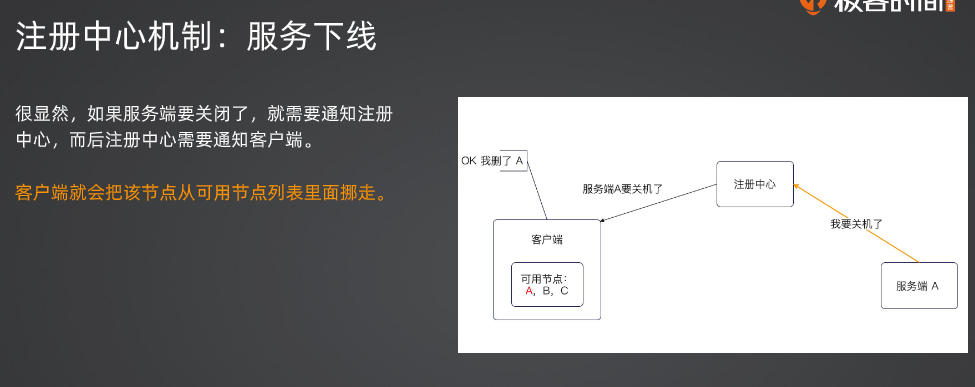 极客时间
注册中心机制：服务下线
很显然，如果服务端要关闭了，就需要通知注册
中心，而后注册中心需要通知客户端。
客户端就会把该节点从可用节点列表里面挪走。
OK 我删了 A
服务端A要关机了
注册中心
我要关机了
客户端
可用节点：
A，B，C
服务端 A